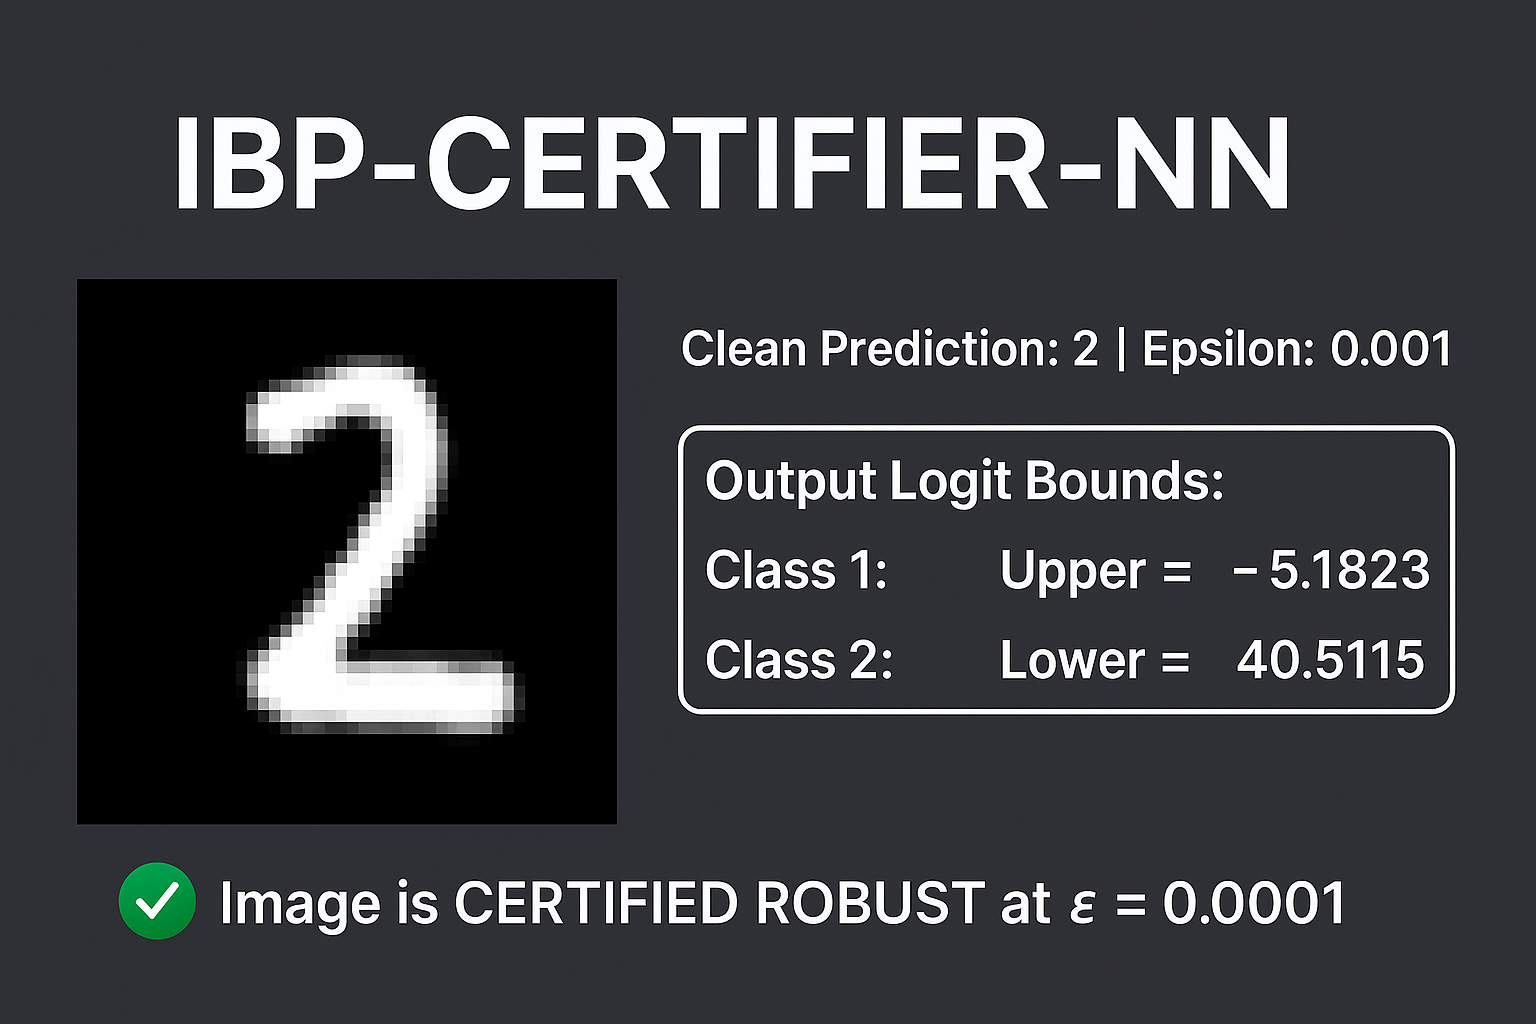 IBP-CERTIFIER-NN
2
Clean Prediction: 2 | Epsilon: 0.001
Output Logit Bounds:
Class 1: Upper = −5.1823
Class 2: Lower = 40.5115
Image is CERTIFIED ROBUST at ε = 0.0001